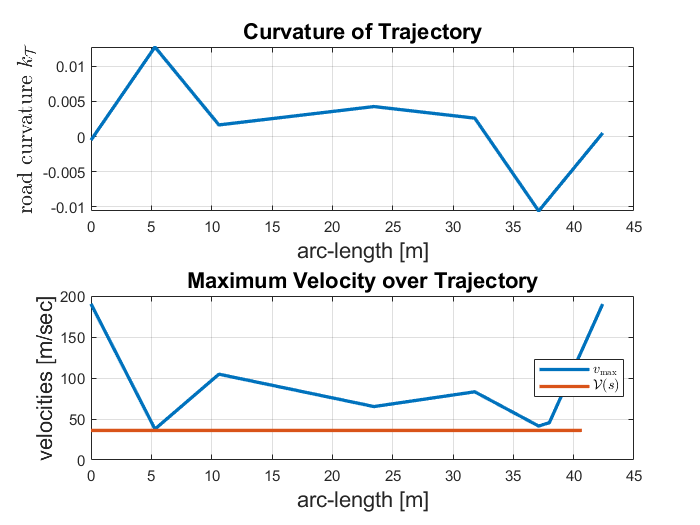 Curvature of Trajectory
road curvature k_𝒯
0.01
0.005
0
-0.005
-0.01
0 5 10 15 20 25 30 35 40 45
arc-length [m]
Maximum Velocity over Trajectory
velocities [m/sec]
200
150
100
50
0
v_max
𝒱(s)
0 5 10 15 20 25 30 35 40 45
arc-length [m]